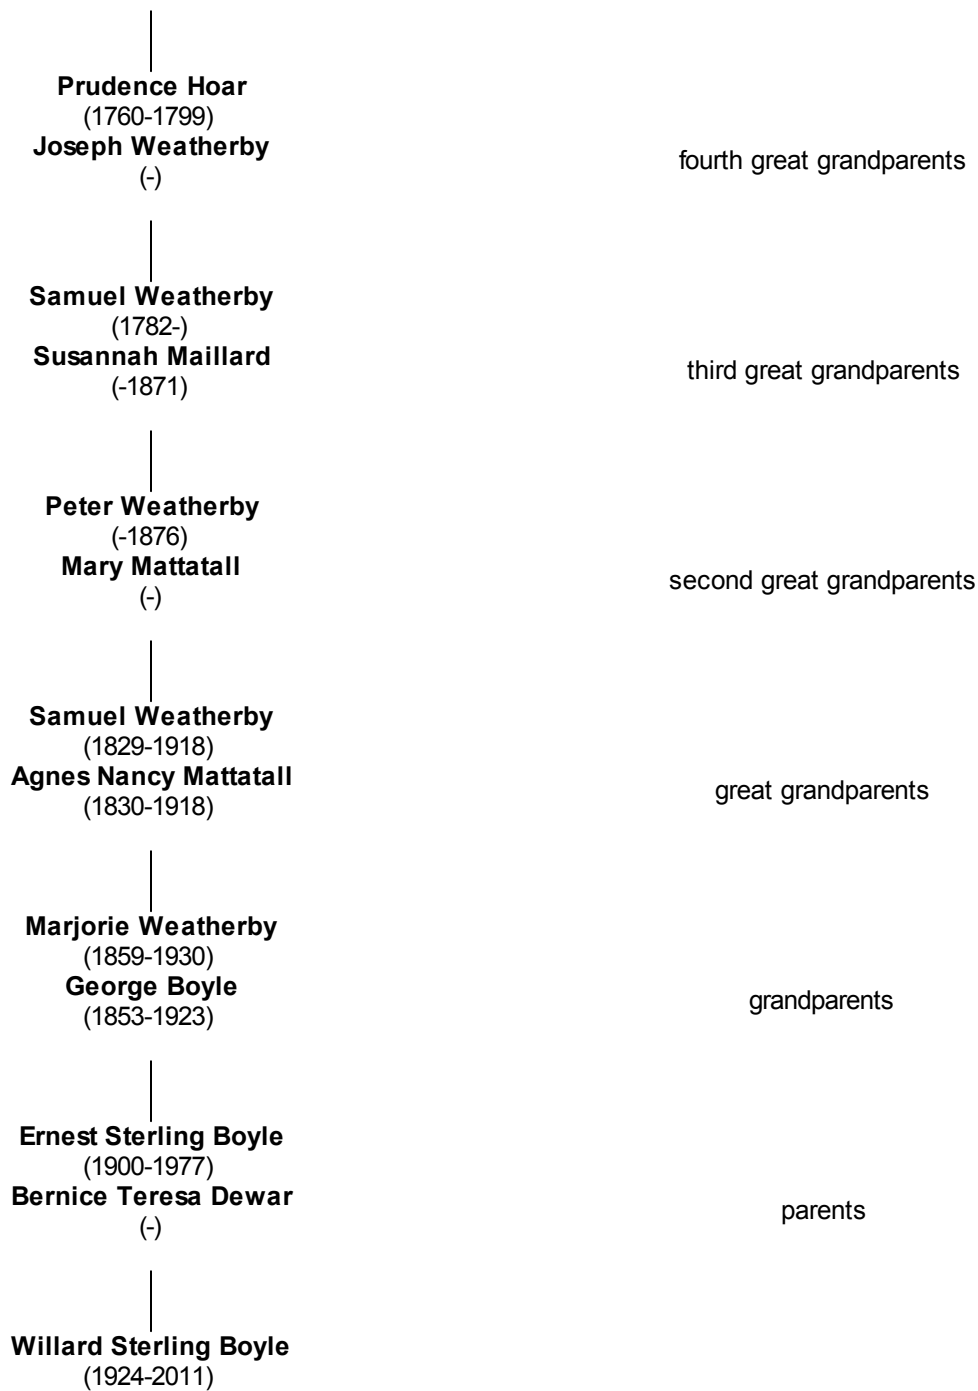 Prudence Hoar
(1760-1799)
Joseph Weatherby
(-)
fourth great grandparents
Samuel Weatherby
(1782-)
Susannah Maillard
(-1871)
third great grandparents
Peter Weatherby
(-1876)
Mary Mattatall
(-)
second great grandparents
Samuel Weatherby
(1829-1918)
Agnes Nancy Mattatall
(1830-1918)
great grandparents
Marjorie Weatherby
(1859-1930)
George Boyle
(1853-1923)
grandparents
Ernest Sterling Boyle
(1900-1977)
Bernice Teresa Dewar
(-)
parents
Willard Sterling Boyle
(1924-2011)